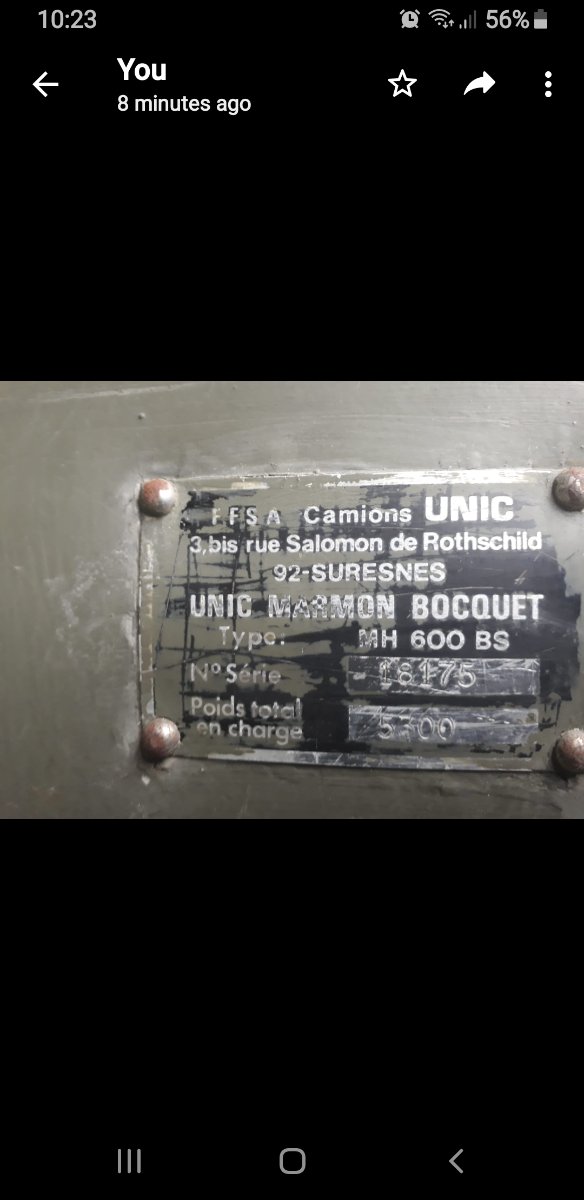 10:23
56%
You
8 minutes ago
F F S A Camions UNIC
3,bis rue Salomon de Rothschild
92-SURESNES
UNIC MARMON BOCQUET
Type: MH 600 BS
N° Série -18175
Poids total
en charge 5300